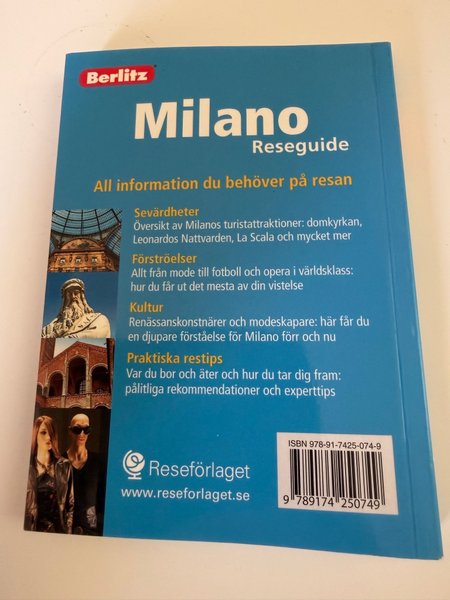 Berlitz
Milano
Reseguide
All information du behöver på resan
Sevärdheter
Översikt av Milanos turistattraktioner: domkyrkan,
Leonardos Nattvarden, La Scala och mycket mer
Förströelser
Allt från mode till fotboll och opera i världsklass:
hur du får ut det mesta av din vistelse
Kultur
Renässanskonstnärer och modeskapare: här får du
en djupare förståelse för Milano förr och nu
Praktiska restips
Var du bor och äter och hur du tar dig fram:
pålitliga rekommendationer och experttips
Reseförlaget
www.reseforlaget.se
ISBN 978-91-7425-074-9
9 789174 250749